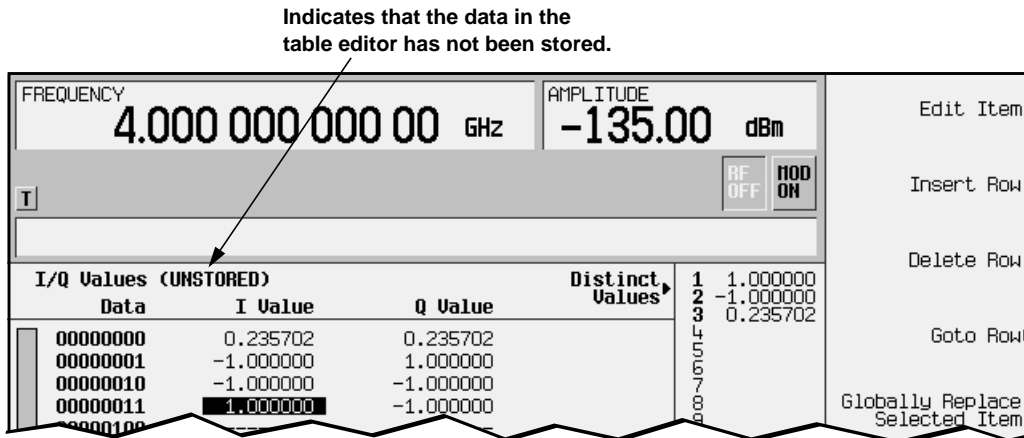 Indicates that the data in the
table editor has not been stored.
FREQUENCY
4.000 000 000 00 GHz
AMPLITUDE
-135.00 dBm
Edit Item
RF OFF
MOD ON
Insert Row
T
Delete Row
I/Q Values (UNSTORED)
Distinct Values
Data I Value Q Value
00000000 0.235702 0.235702
00000001 -1.000000 1.000000
00000010 -1.000000 -1.000000
00000011 1.000000 -1.000000
00000100
1 1.000000
2 -1.000000
3 0.235702
4
5
6
7
8
Goto Row
Globally Replace
Selected Item